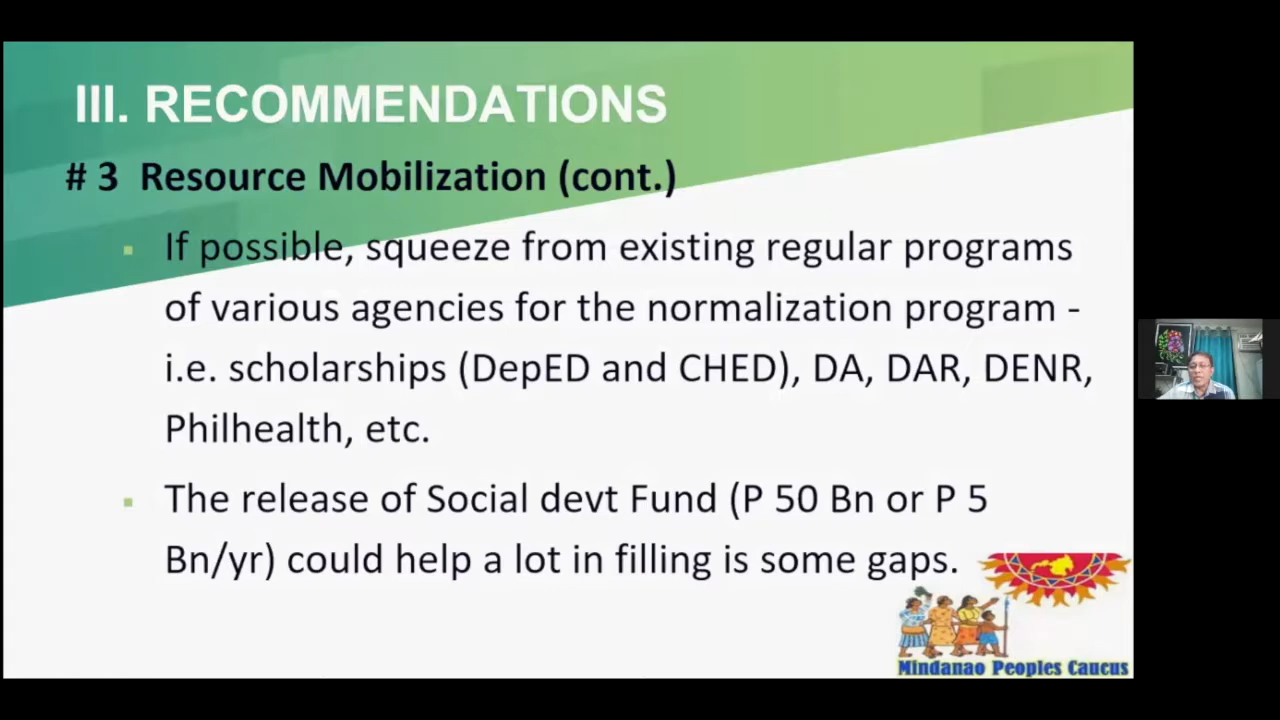 III. RECOMMENDATIONS
# 3 Resource Mobilization (cont.)
If possible, squeeze from existing regular programs
of various agencies for the normalization program -
i.e. scholarships (DepED and CHED), DA, DAR, DENR,
Philhealth, etc.
The release of Social devt Fund (P 50 Bn or P 5
Bn/yr) could help a lot in filling is some gaps.
Mindanao Peoples Caucus